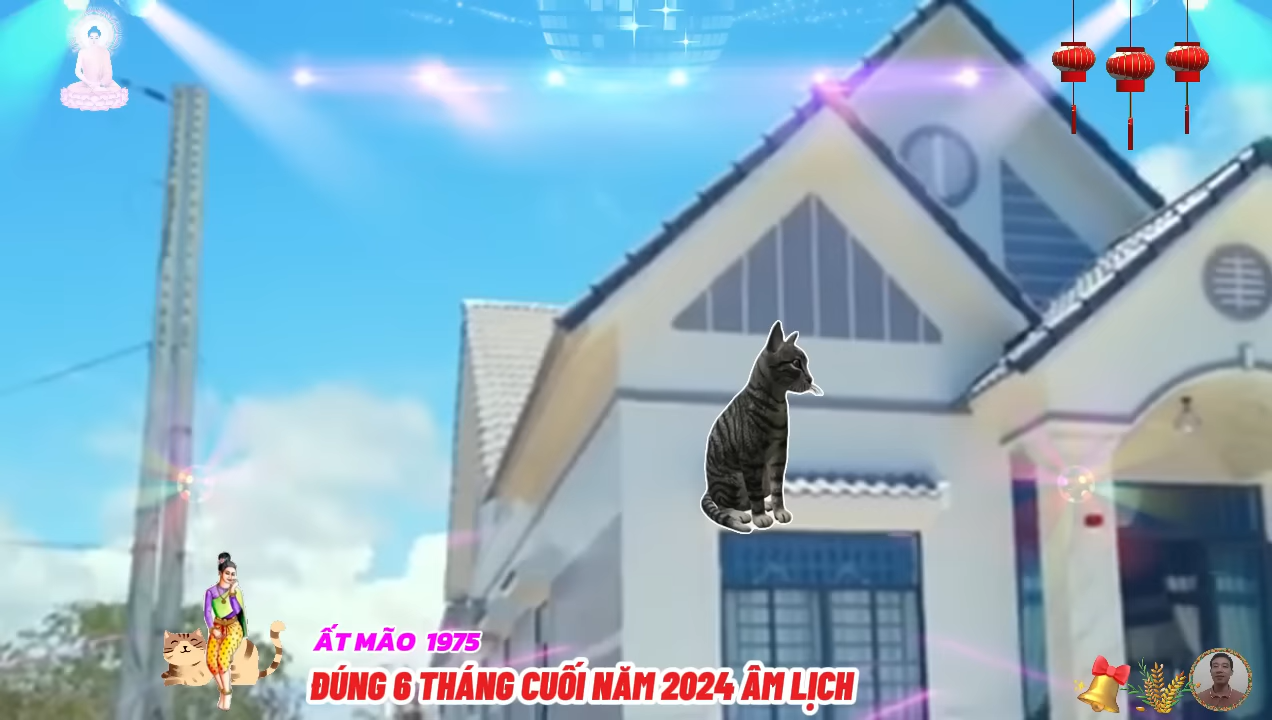 ẤT MÃO 1975
ĐÚNG 6 THÁNG CUỐI NĂM 2024 ÂM LỊCH